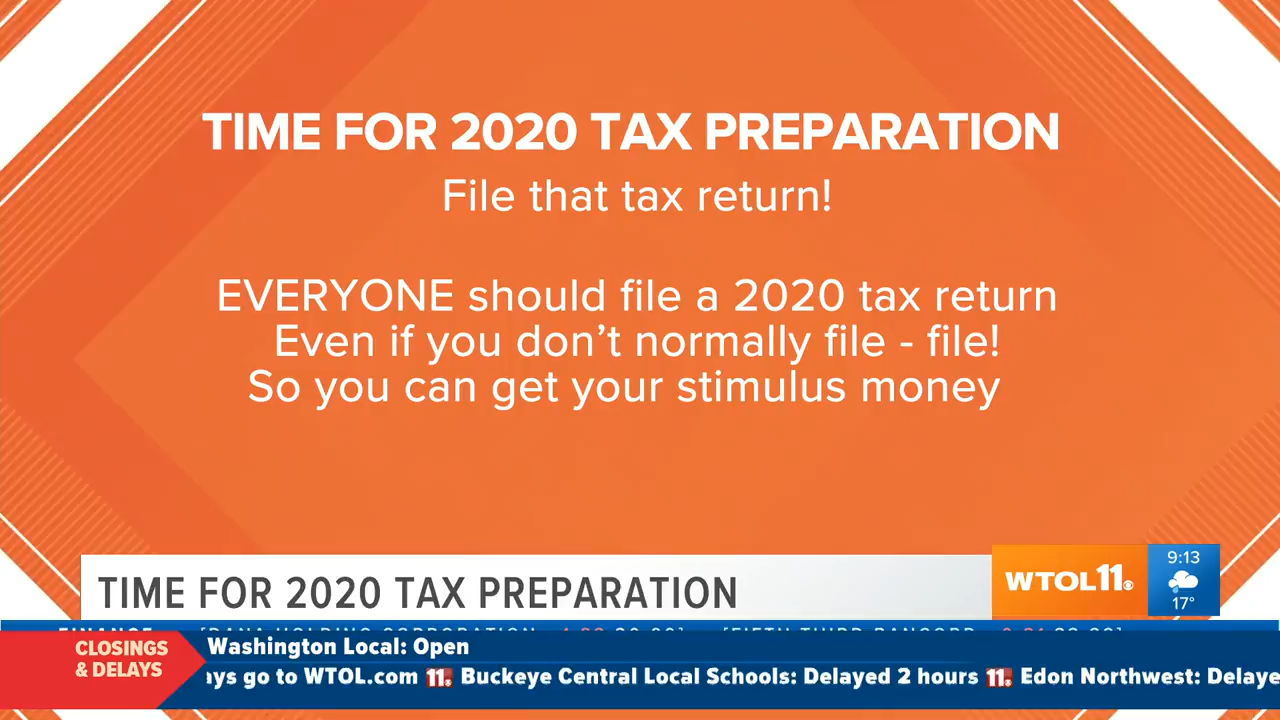 TIME FOR 2020 TAX PREPARATION
File that tax return!
EVERYONE should file a 2020 tax return
Even if you don’t normally file - file!
So you can get your stimulus money
TIME FOR 2020 TAX PREPARATION
WTOL11
9:13
17°
CLOSINGS
& DELAYS
Washington Local: Open
ays go to WTOL.com 11 Buckeye Central Local Schools: Delayed 2 hours 11 Edon Northwest: Delaye